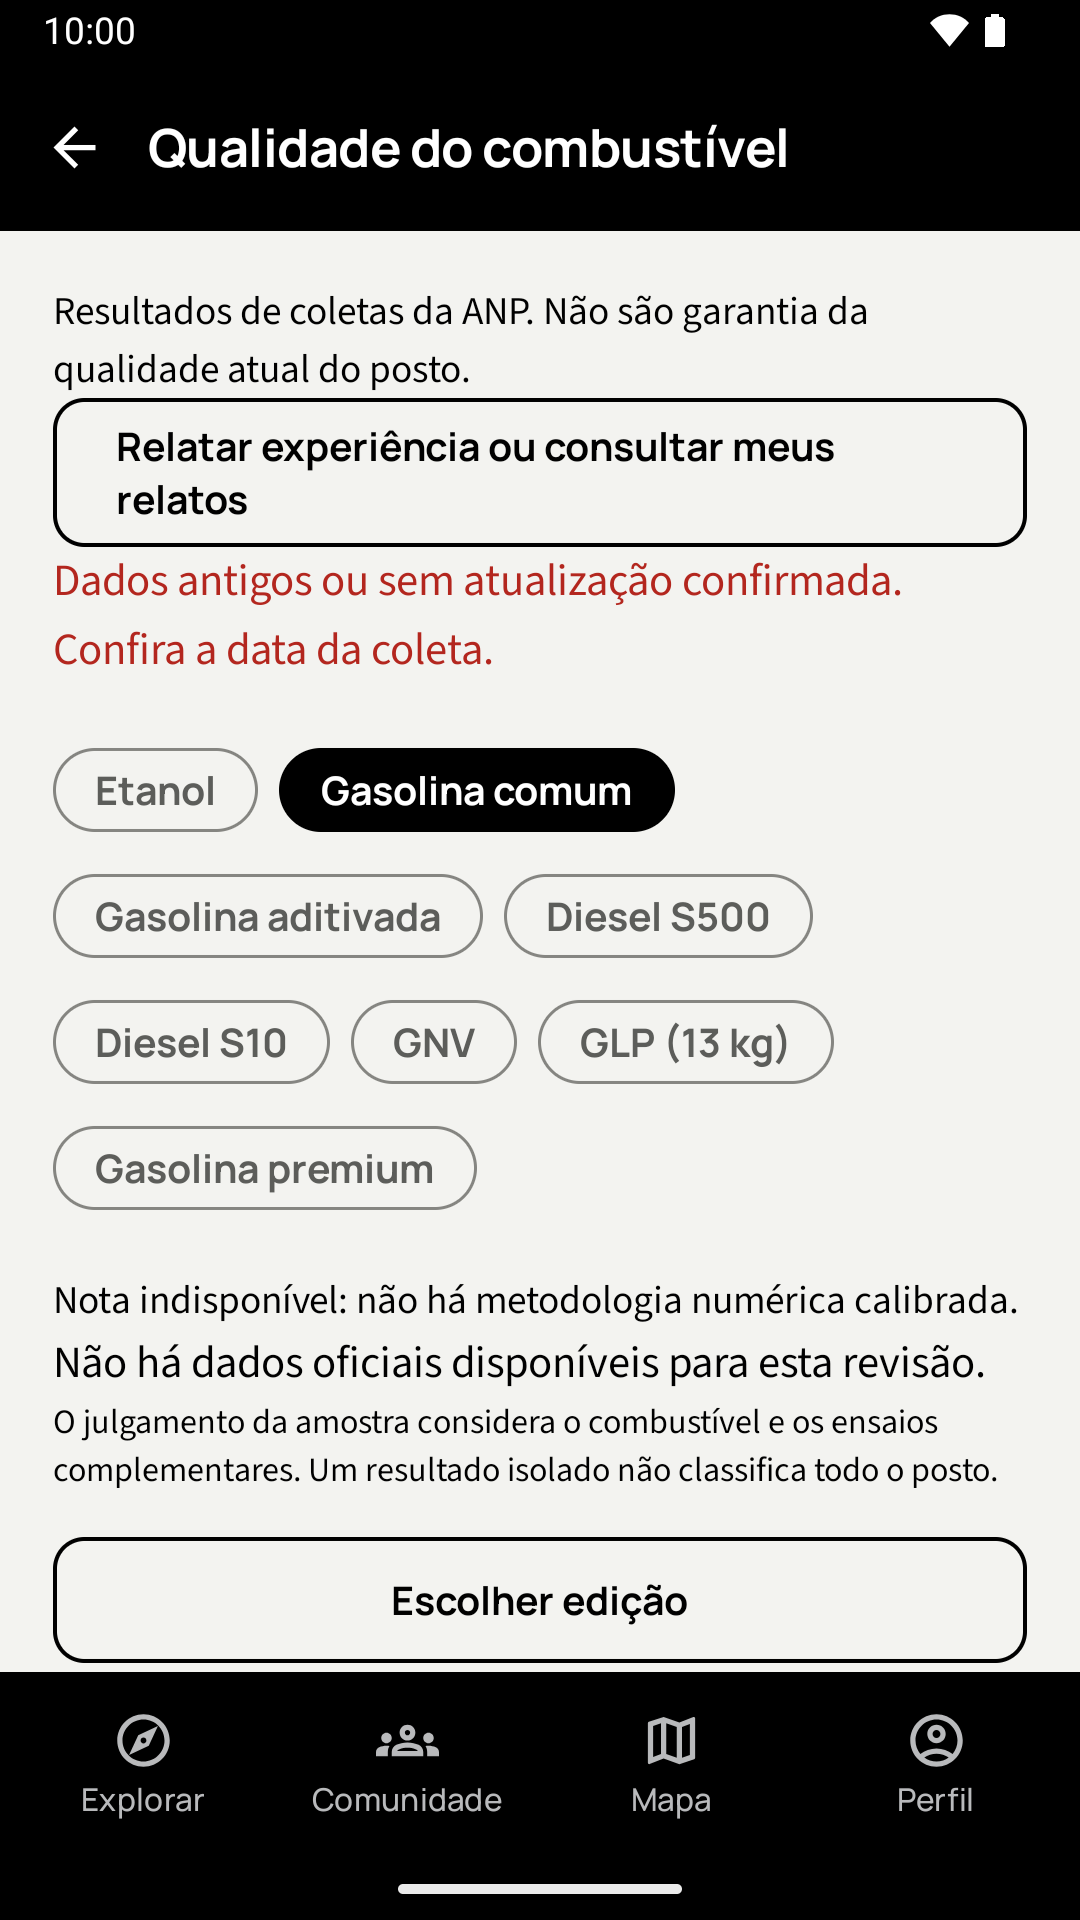 10:00
Qualidade do combustível
Resultados de coletas da ANP. Não são garantia da
qualidade atual do posto.
Relatar experiência ou consultar meus
relatos
Dados antigos ou sem atualização confirmada.
Confira a data da coleta.
Etanol
Gasolina comum
Gasolina aditivada
Diesel S500
Diesel S10
GNV
GLP (13 kg)
Gasolina premium
Nota indisponível: não há metodologia numérica calibrada.
Não há dados oficiais disponíveis para esta revisão.
O julgamento da amostra considera o combustível e os ensaios
complementares. Um resultado isolado não classifica todo o posto.
Escolher edição
Explorar
Comunidade
Mapa
Perfil